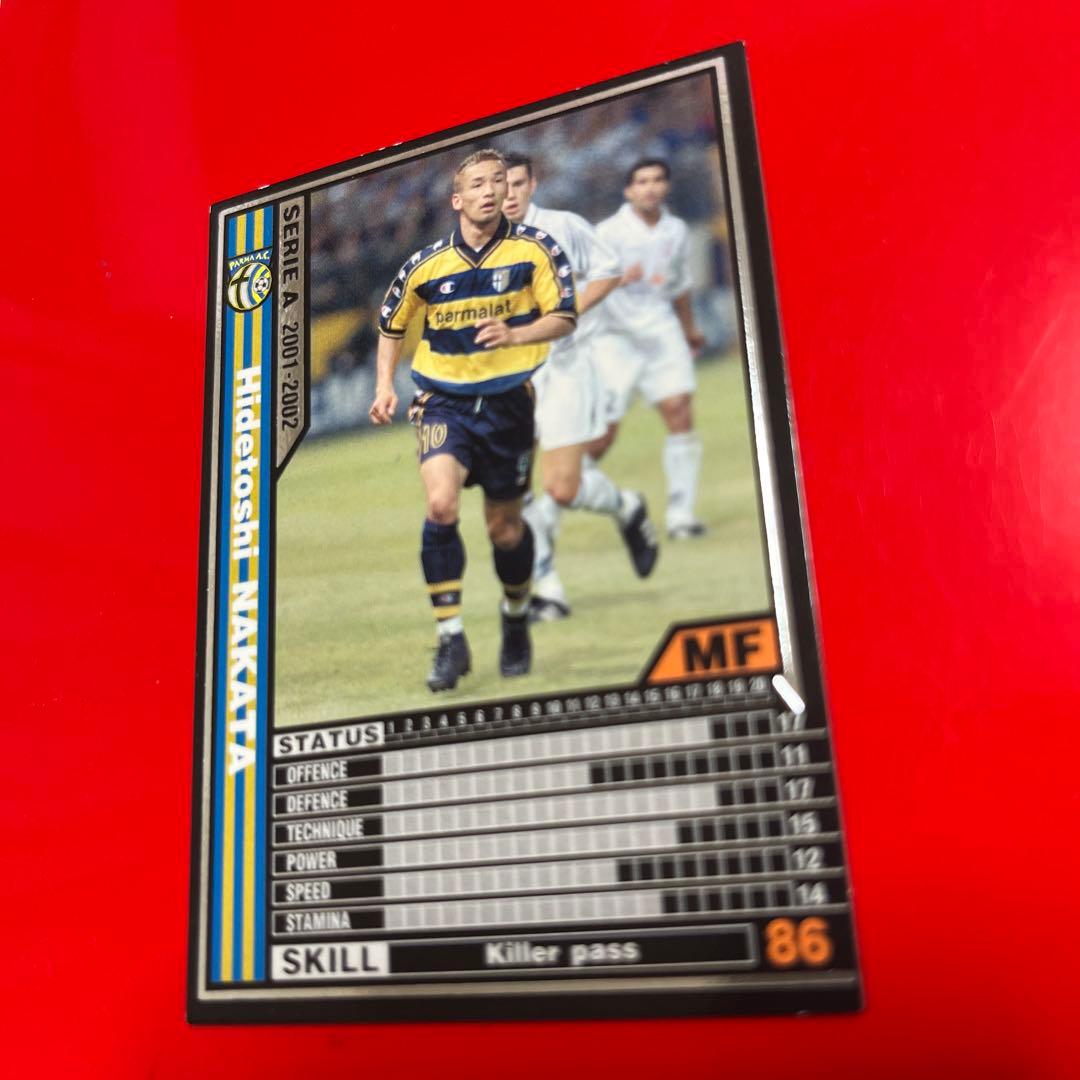 PARMA A.C.
SERIE A 2001-2002
Hidetoshi NAKATA
parmalat
10
MF
STATUS 1 2 3 4 5 6 7 8 9 10 11 12 13 14 15 16 17 18 19 20
OFFENCE 17
DEFENCE 11
TECHNIQUE 17
POWER 15
SPEED 12
STAMINA 14
SKILL Killer pass 86